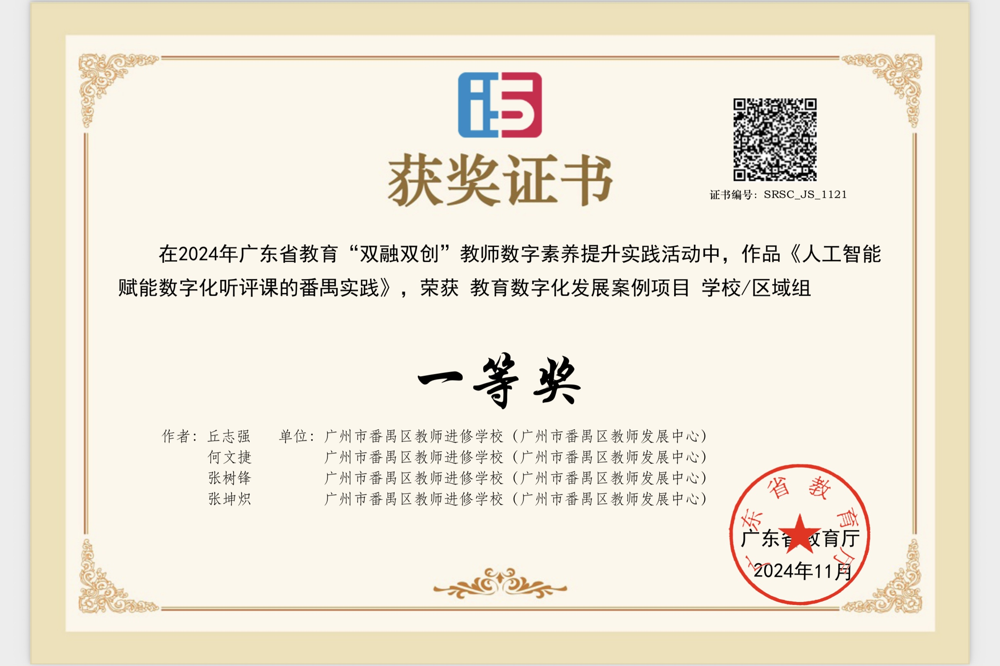 获奖证书
证书编号：SRSC_JS_1121
在2024年广东省教育“双融双创”教师数字素养提升实践活动中，作品《人工智能
赋能数字化听评课的番禺实践》，荣获 教育数字化发展案例项目 学校/区域组
一等奖
作者：丘志强 单位：广州市番禺区教师进修学校（广州市番禺区教师发展中心）
何文捷 广州市番禺区教师进修学校（广州市番禺区教师发展中心）
张树锋 广州市番禺区教师进修学校（广州市番禺区教师发展中心）
张坤炽 广州市番禺区教师进修学校（广州市番禺区教师发展中心）
广东省教育厅
广东省教育厅
2024年11月